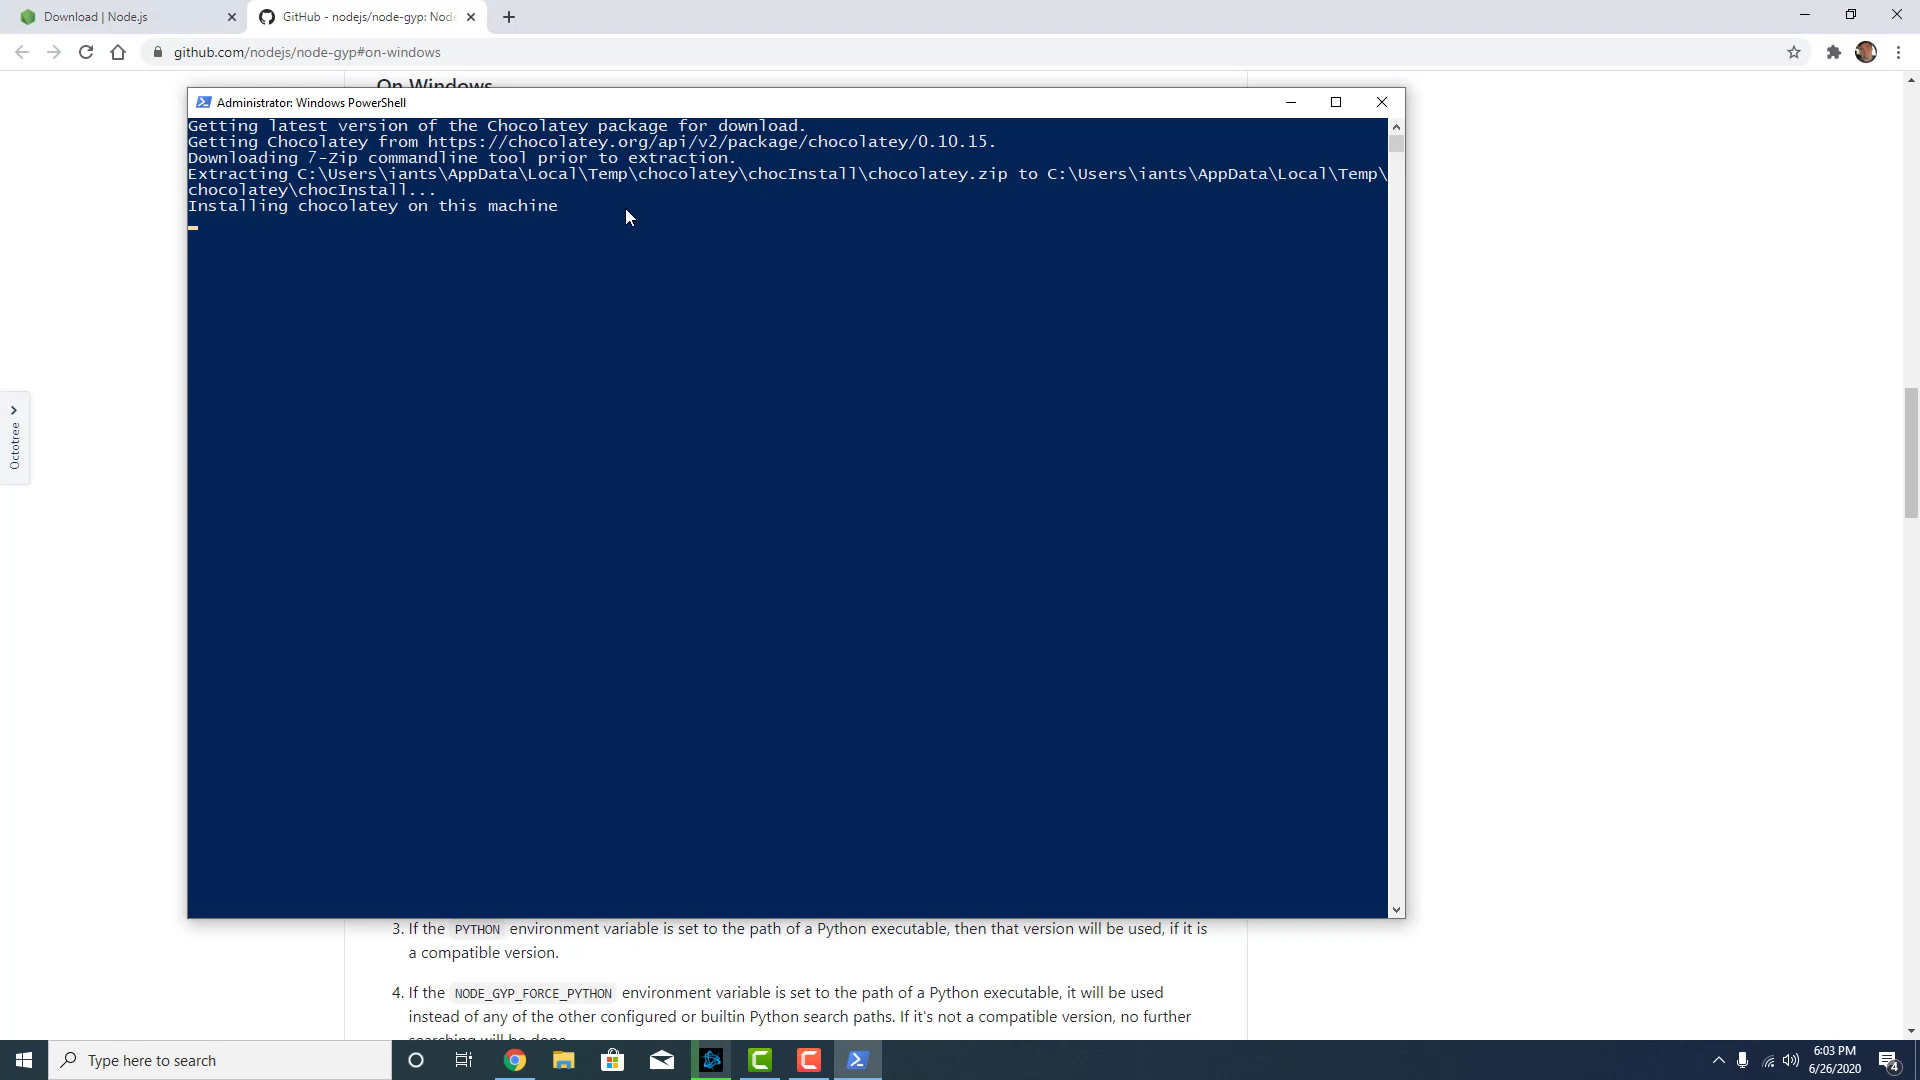 Download | Node.js
GitHub - nodejs/node-gyp: Node
github.com/nodejs/node-gyp#on-windows
On Windows
Administrator: Windows PowerShell
Getting latest version of the Chocolatey package for download.
Getting Chocolatey from https://chocolatey.org/api/v2/package/chocolatey/0.10.15.
Downloading 7-Zip commandline tool prior to extraction.
Extracting C:\Users\iants\AppData\Local\Temp\chocolatey\chocInstall\chocolatey.zip to C:\Users\iants\AppData\Local\Temp\
chocolatey\chocInstall...
Installing chocolatey on this machine
Octotree
3. If the PYTHON environment variable is set to the path of a Python executable, then that version will be used, if it is
a compatible version.
4. If the NODE_GYP_FORCE_PYTHON environment variable is set to the path of a Python executable, it will be used
instead of any of the other configured or builtin Python search paths. If it's not a compatible version, no further
searching will be done.
Type here to search
6:03 PM
6/26/2020
4